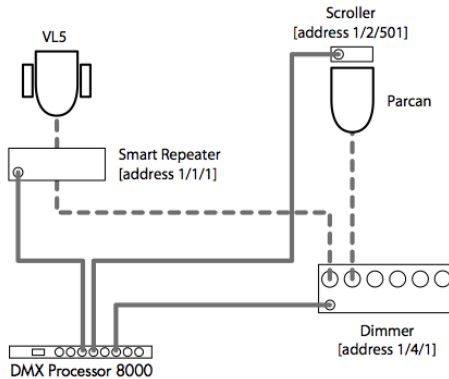 Scroller
[address 1/2/501]
VL5
Parcan
Smart Repeater
[address 1/1/1]
Dimmer
[address 1/4/1]
DMX Processor 8000